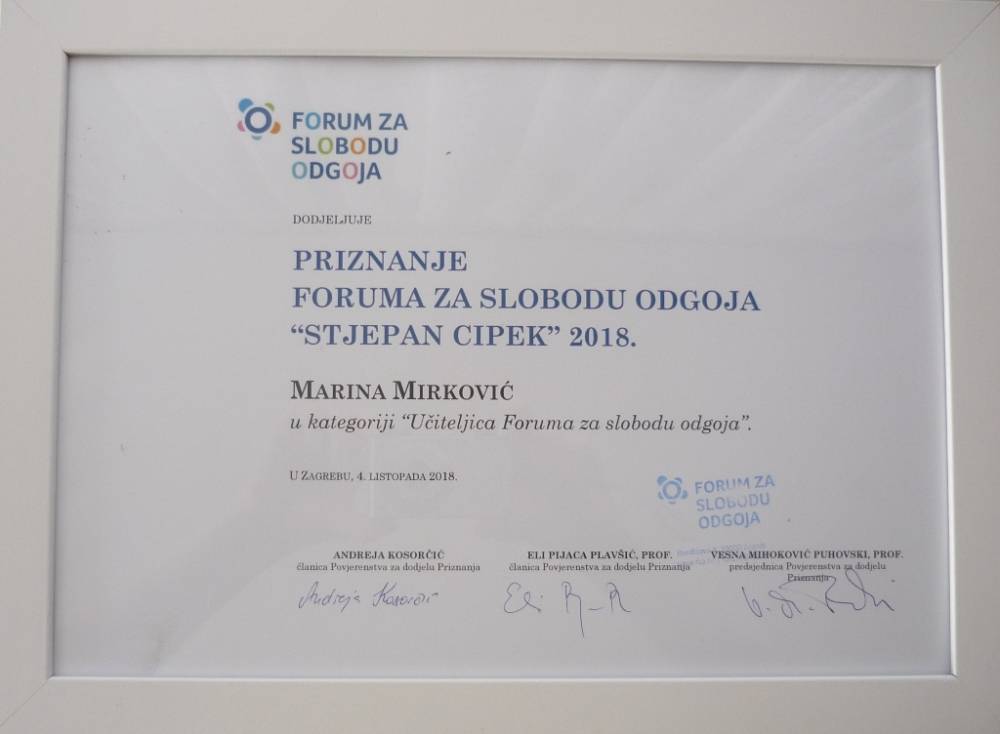 FORUM ZA
SLOBODU
ODGOJA
DODJELJUJE
PRIZNANJE
FORUMA ZA SLOBODU ODGOJA
“STJEPAN CIPEK” 2018.
MARINA MIRKOVIĆ
u kategoriji “Učiteljica Foruma za slobodu odgoja”.
U ZAGREBU, 4. LISTOPADA 2018.
FORUM ZA
SLOBODU
ODGOJA
ANDREJA KOSORČIĆ
članica Povjerenstva za dodjelu Priznanja
Andreja Kosorčić
ELI PIJACA PLAVŠIĆ, PROF.
članica Povjerenstva za dodjelu Priznanja
VESNA MIHOKOVIĆ PUHOVSKI, PROF.
predsjednica Povjerenstva za dodjelu
Priznanja